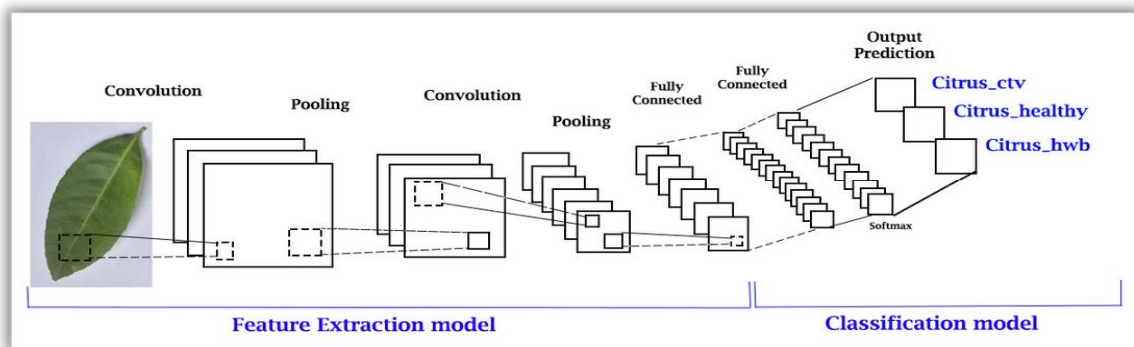 Convolution
Pooling
Convolution
Pooling
Fully
Connected
Fully
Connected
Output
Prediction
Citrus_ctv
Citrus_healthy
Citrus_hwb
Softmax
Feature Extraction model
Classification model